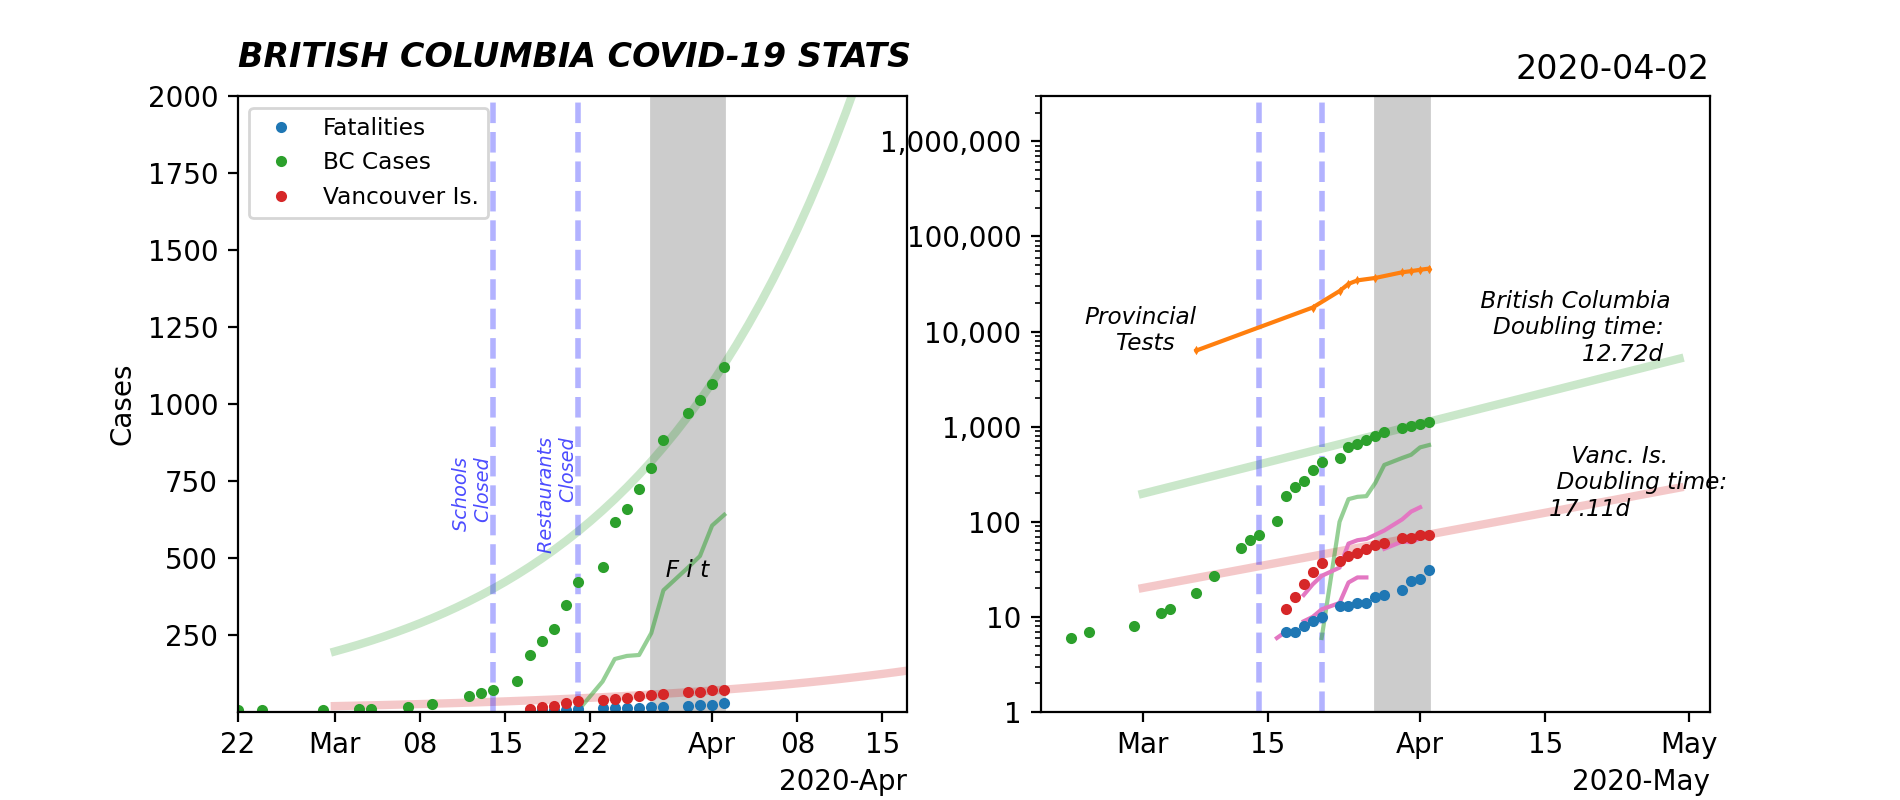 BRITISH COLUMBIA COVID-19 STATS
2020-04-02
2000
1750
1500
1250
1000
750
500
250
Cases
Fatalities
BC Cases
Vancouver Is.
Schools
Closed
Restaurants
Closed
F i t
22
Mar
08
15
22
Apr
08
15
2020-Apr
1,000,000
100,000
10,000
1,000
100
10
1
Provincial
Tests
British Columbia
Doubling time:
12.72d
Vanc. Is.
Doubling time:
17.11d
Mar
15
Apr
15
May
2020-May